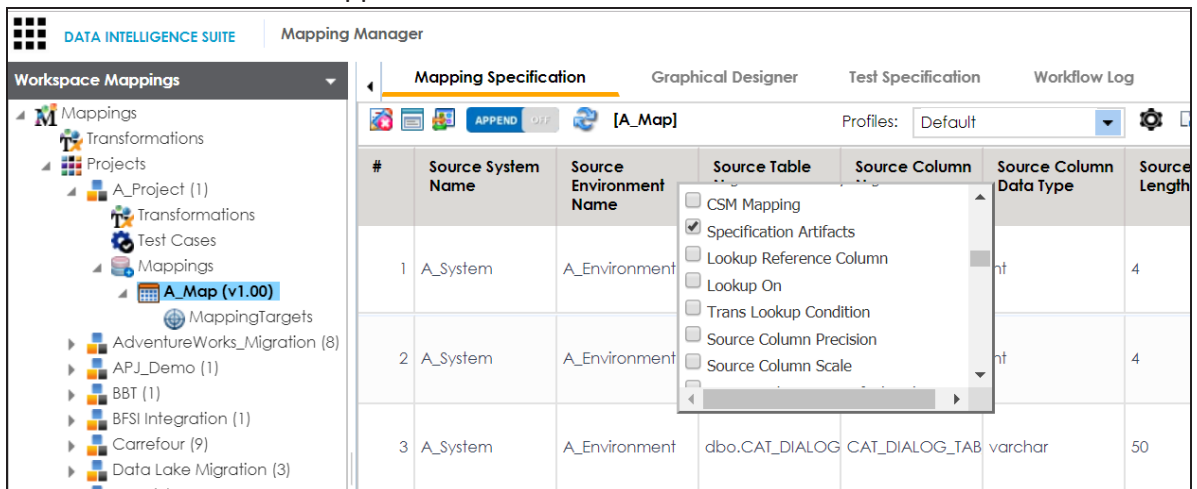 DATA INTELLIGENCE SUITE Mapping Manager
Workspace Mappings
Mappings
Transformations
Projects
A_Project (1)
Transformations
Test Cases
Mappings
A_Map (v1.00)
MappingTargets
AdventureWorks_Migration (8)
APJ_Demo (1)
BBT (1)
BFSI Integration (1)
Carrefour (9)
Data Lake Migration (3)
Mapping Specification Graphical Designer Test Specification Workflow Log
APPEND OFF [A_Map] Profiles: Default
# Source System Source Source Table Source Column Source Column Source
Name Environment Data Type Length
Name
CSM Mapping
Specification Artifacts
Lookup Reference Column
Lookup On
Trans Lookup Condition
Source Column Precision
Source Column Scale
1 A_System A_Environment 4
2 A_System A_Environment 4
3 A_System A_Environment dbo.CAT_DIALOG CAT_DIALOG_TAB varchar 50